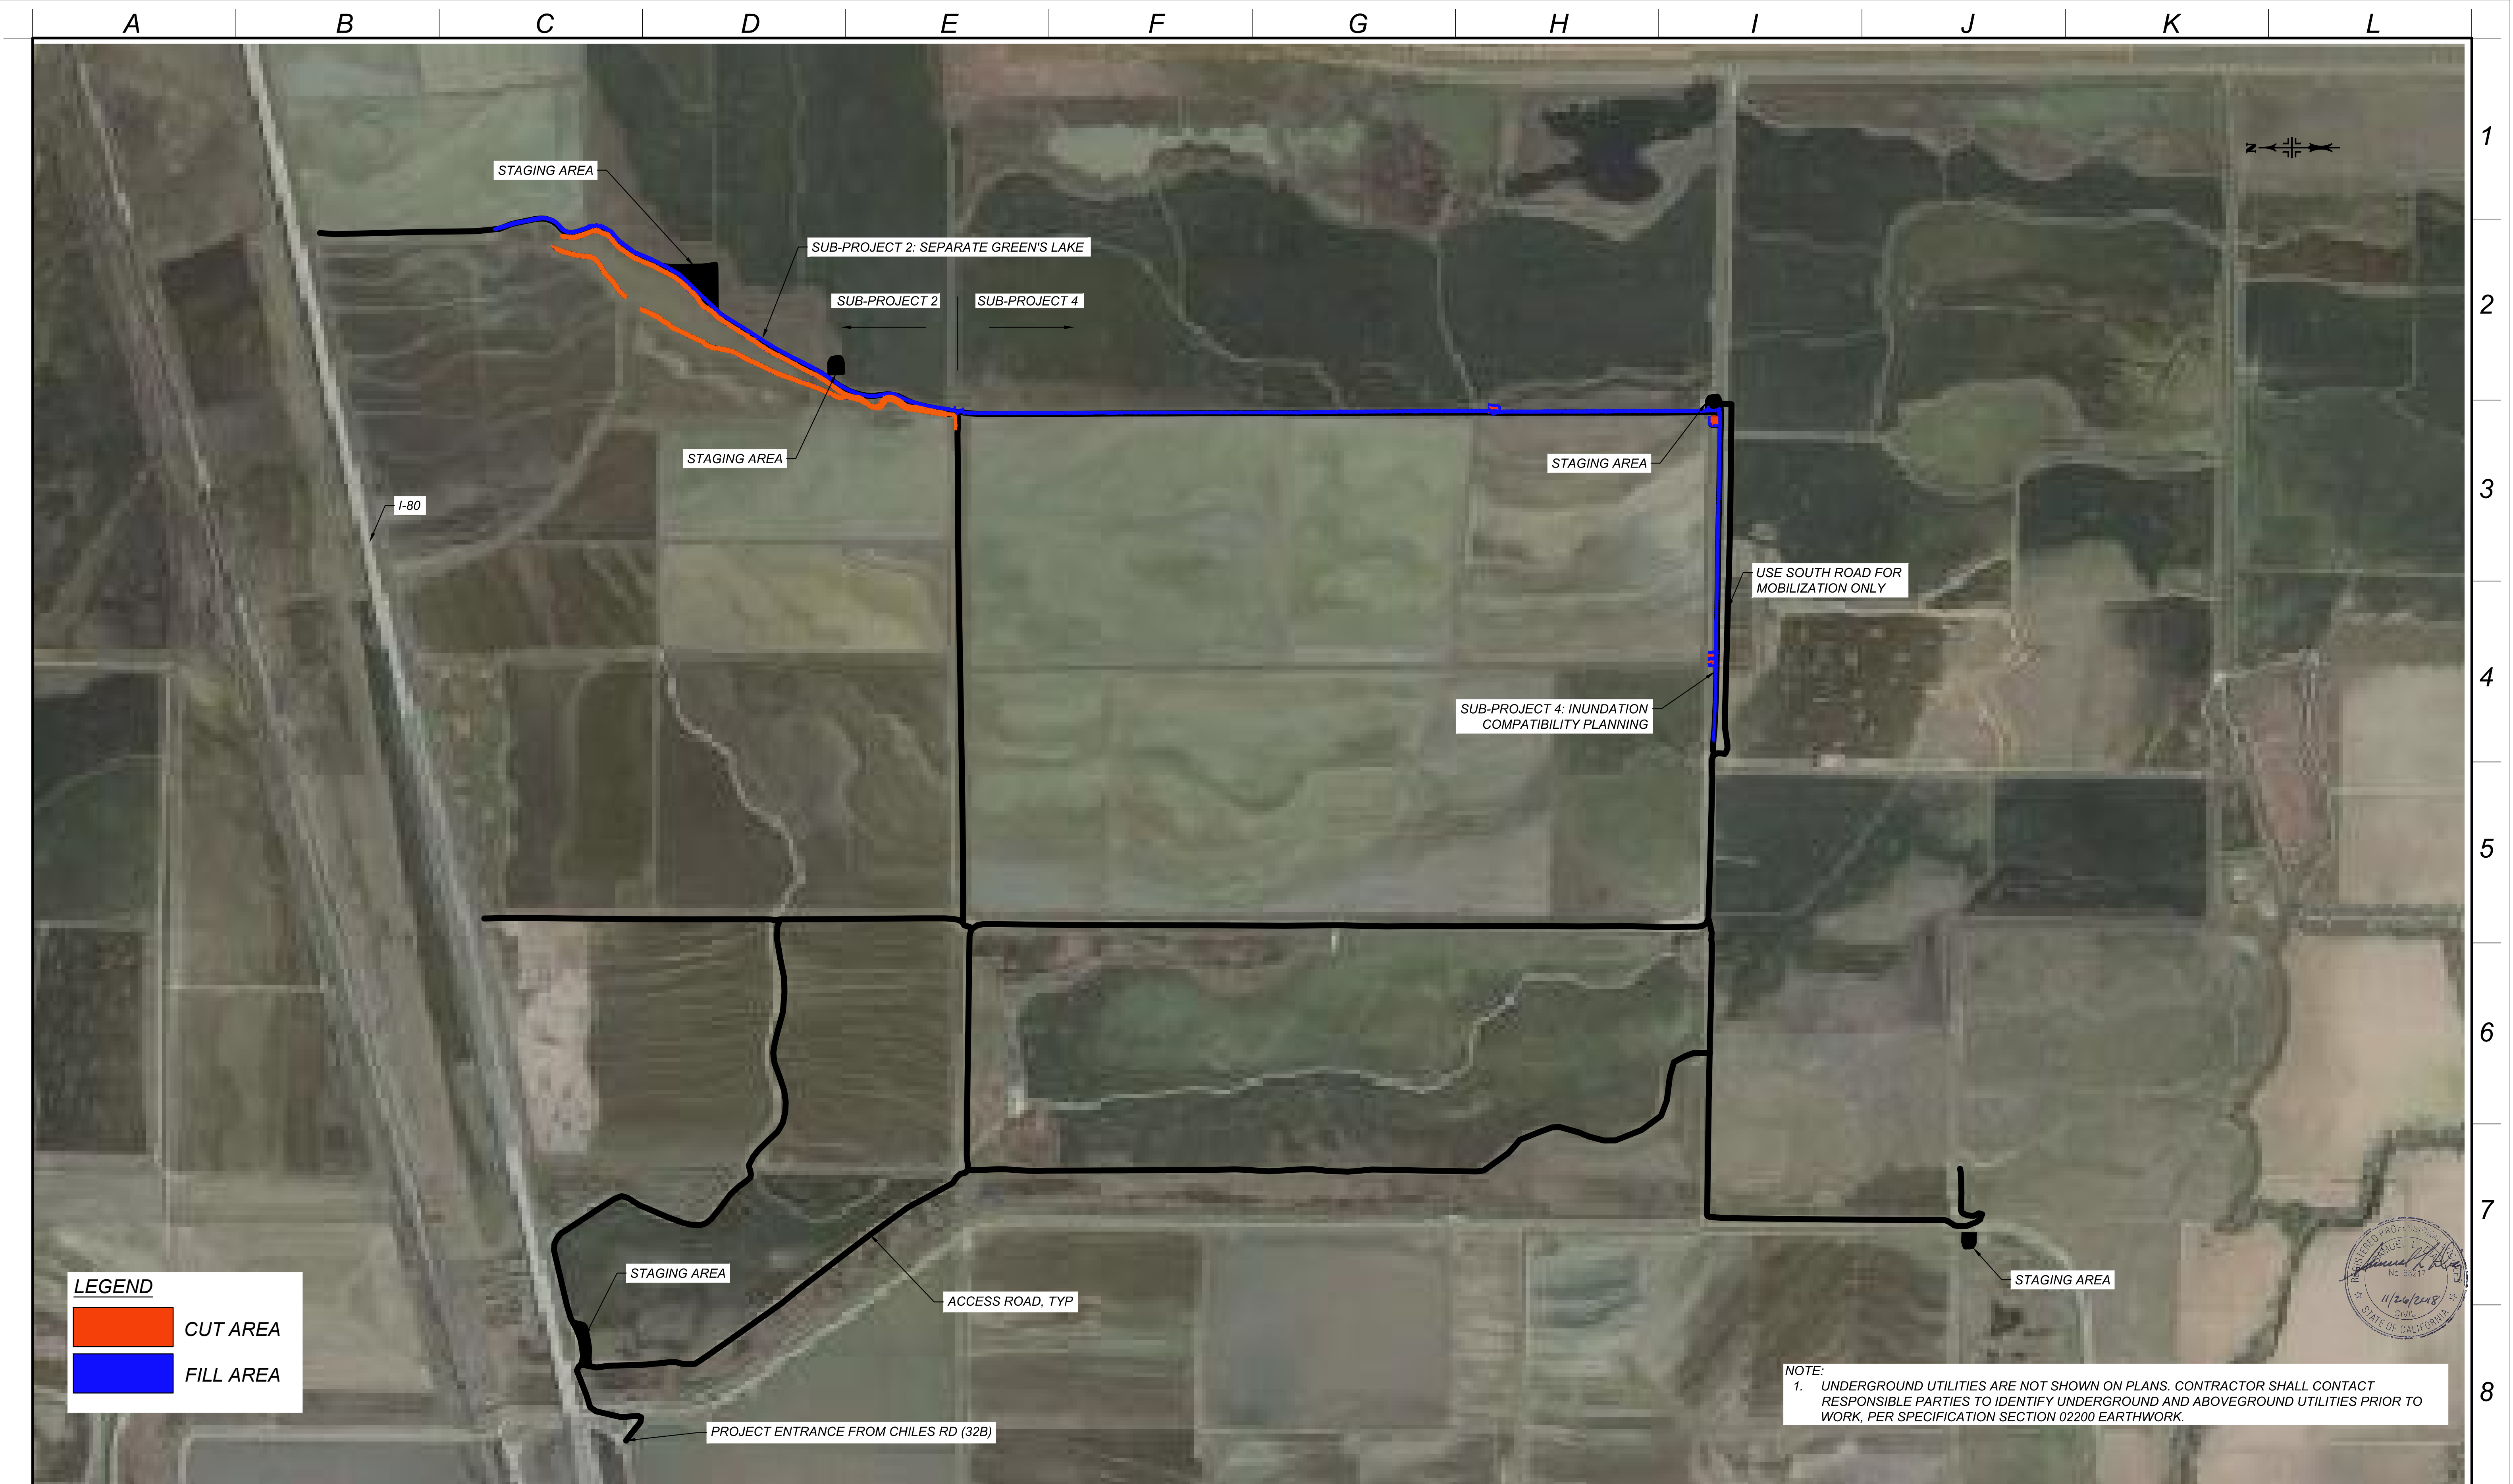 A B C D E F G H I J K L
1
N
STAGING AREA
SUB-PROJECT 2: SEPARATE GREEN'S LAKE
SUB-PROJECT 2
SUB-PROJECT 4
2
STAGING AREA
STAGING AREA
3
I-80
USE SOUTH ROAD FOR
MOBILIZATION ONLY
4
SUB-PROJECT 4: INUNDATION
COMPATIBILITY PLANNING
5
6
7
STAGING AREA
STAGING AREA
ACCESS ROAD, TYP
REGISTERED PROFESSIONAL
SAMUEL L.
11/26/2018
CIVIL
STATE OF CALIFORNIA
LEGEND
CUT AREA
FILL AREA
8
PROJECT ENTRANCE FROM CHILES RD (32B)
NOTE:
1. UNDERGROUND UTILITIES ARE NOT SHOWN ON PLANS. CONTRACTOR SHALL CONTACT
RESPONSIBLE PARTIES TO IDENTIFY UNDERGROUND AND ABOVEGROUND UTILITIES PRIOR TO
WORK, PER SPECIFICATION SECTION 02200 EARTHWORK.